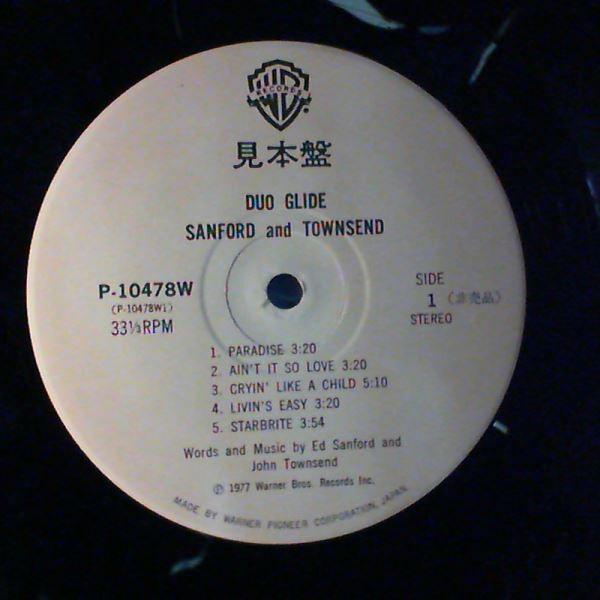 WB
RECORDS
見本盤
DUO GLIDE
SANFORD and TOWNSEND
P-10478W
(P-10478W1)
33⅓RPM
SIDE
1 (非売品)
STEREO
1. PARADISE 3:20
2. AIN'T IT SO LOVE 3:20
3. CRYIN' LIKE A CHILD 5:10
4. LIVIN'S EASY 3:20
5. STARBRITE 3:54
Words and Music by Ed Sanford and
John Townsend
Ⓟ 1977 Warner Bros. Records Inc.
MADE BY WARNER PIONEER CORPORATION, JAPAN